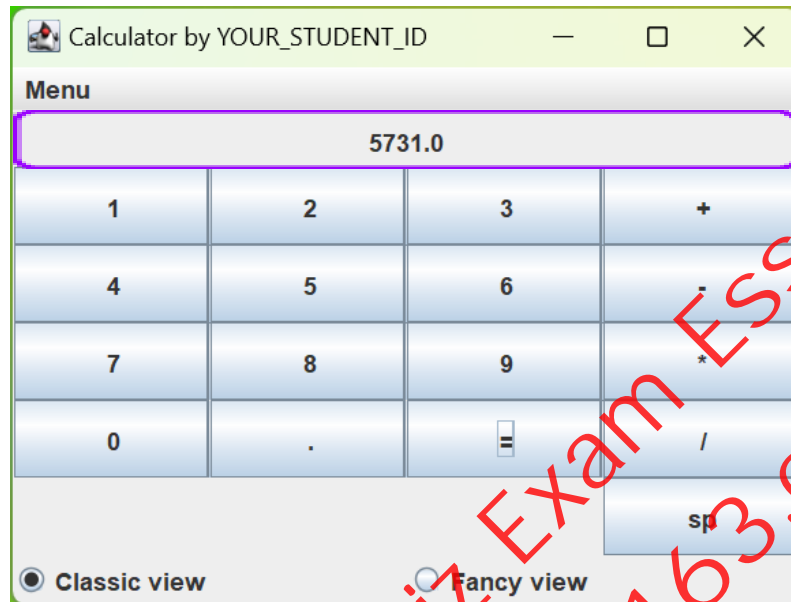 Calculator by YOUR_STUDENT_ID
Menu
5731.0
1 2 3 +
4 5 6 -
7 8 9 *
0 . = /
sp
Classic view Fancy view
Exam
163.